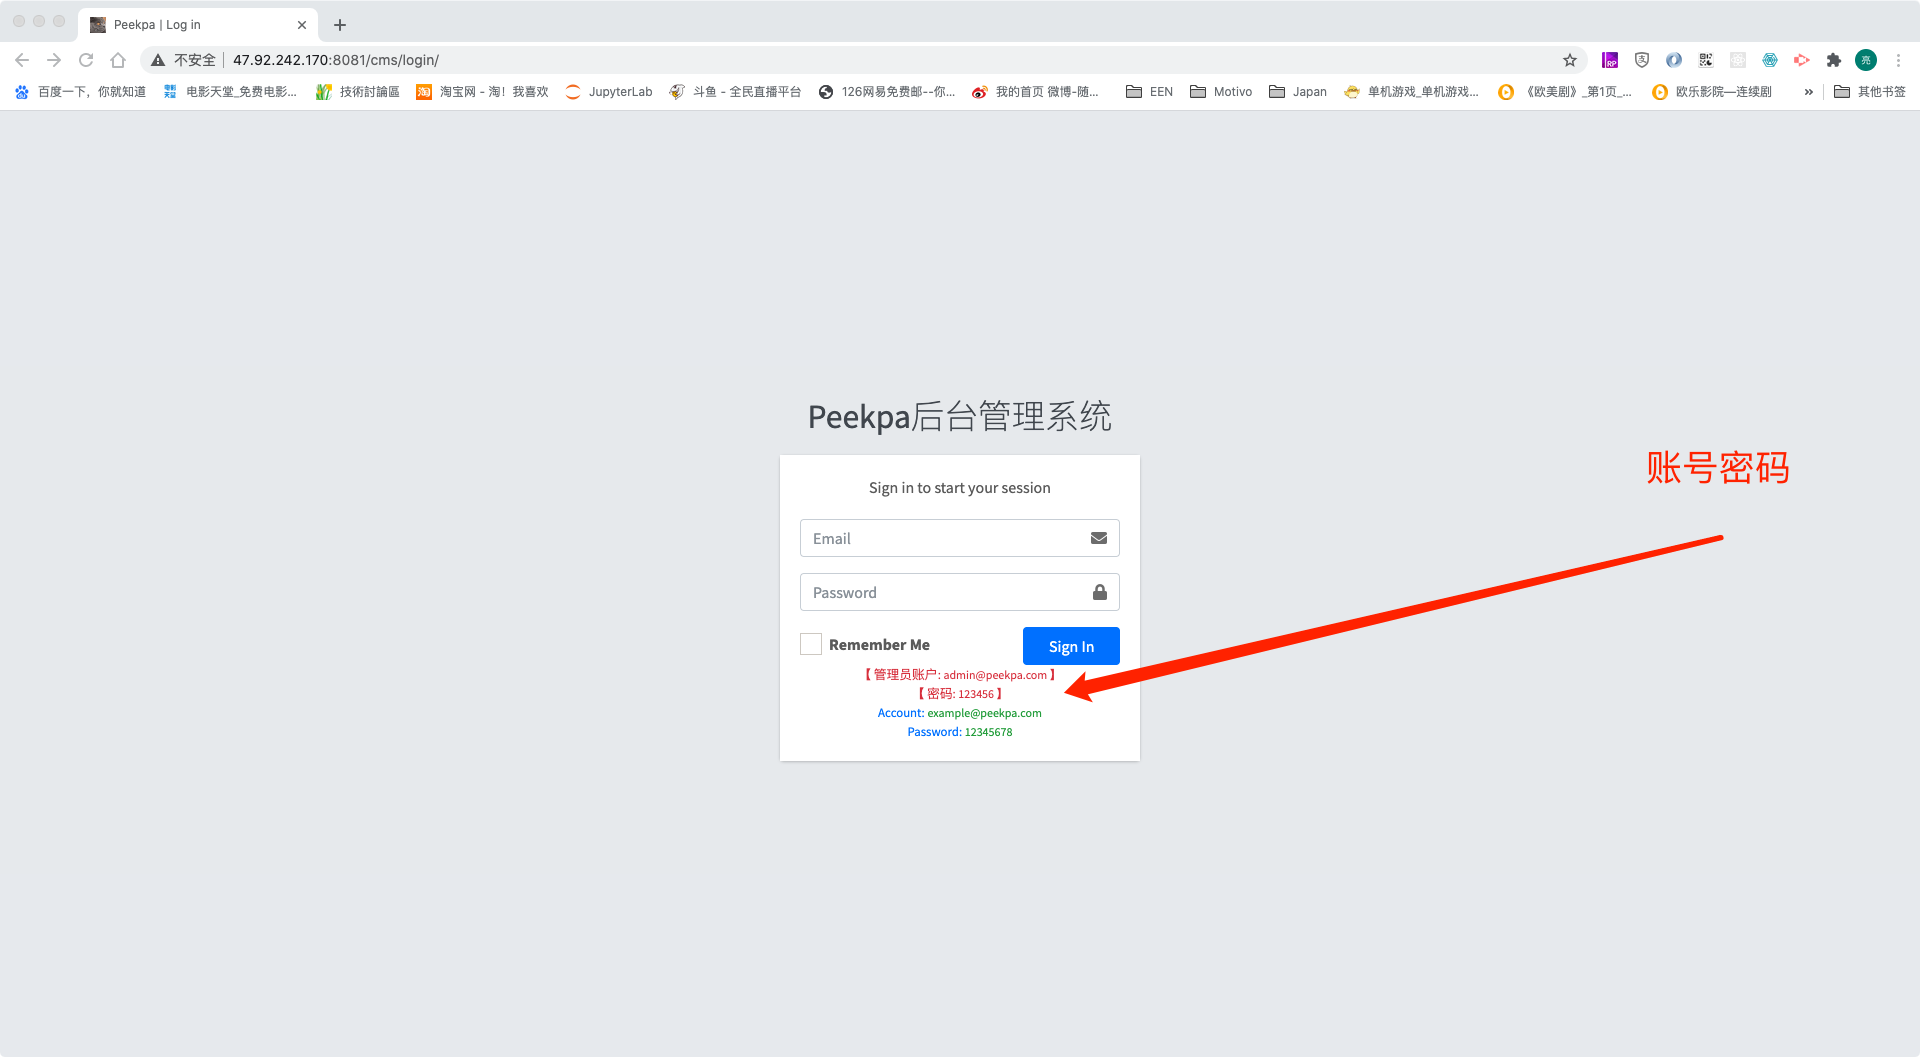 Peekpa | Log in
不安全 47.92.242.170:8081/cms/login/
RP
亮
百度一下，你就知道 电影天堂_免费电影... 技術討論區 淘宝网 - 淘！我喜欢 JupyterLab 斗鱼 - 全民直播平台 126网易免费邮--你... 我的首页 微博-随... EEN Motivo Japan 单机游戏_单机游戏... 《欧美剧》_第1页_... 欧乐影院—连续剧 » 其他书签
Peekpa后台管理系统
账号密码
Sign in to start your session
Email
Password
Remember Me
Sign In
【 管理员账户: admin@peekpa.com 】
【 密码: 123456 】
Account: example@peekpa.com
Password: 12345678